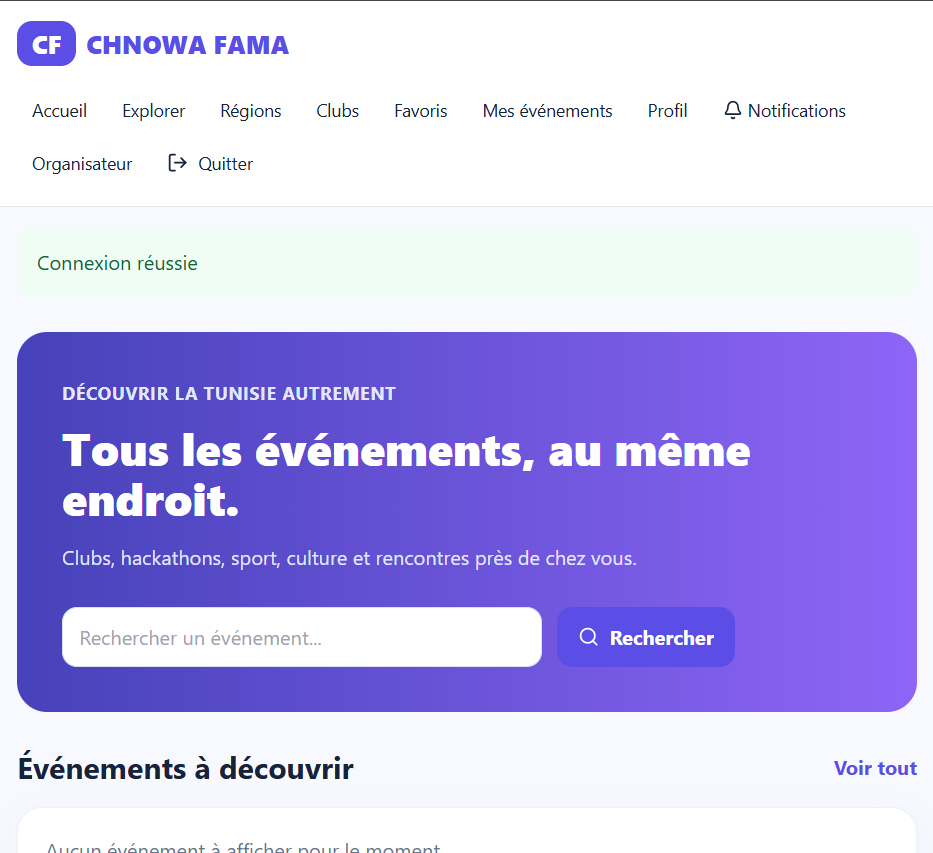 CF CHNOWA FAMA
Accueil Explorer Régions Clubs Favoris Mes événements Profil Notifications
Organisateur Quitter
Connexion réussie
DÉCOUVRIR LA TUNISIE AUTREMENT
Tous les événements, au même
endroit.
Clubs, hackathons, sport, culture et rencontres près de chez vous.
Rechercher un événement... Rechercher
Événements à découvrir Voir tout
Aucun événement à afficher pour le moment